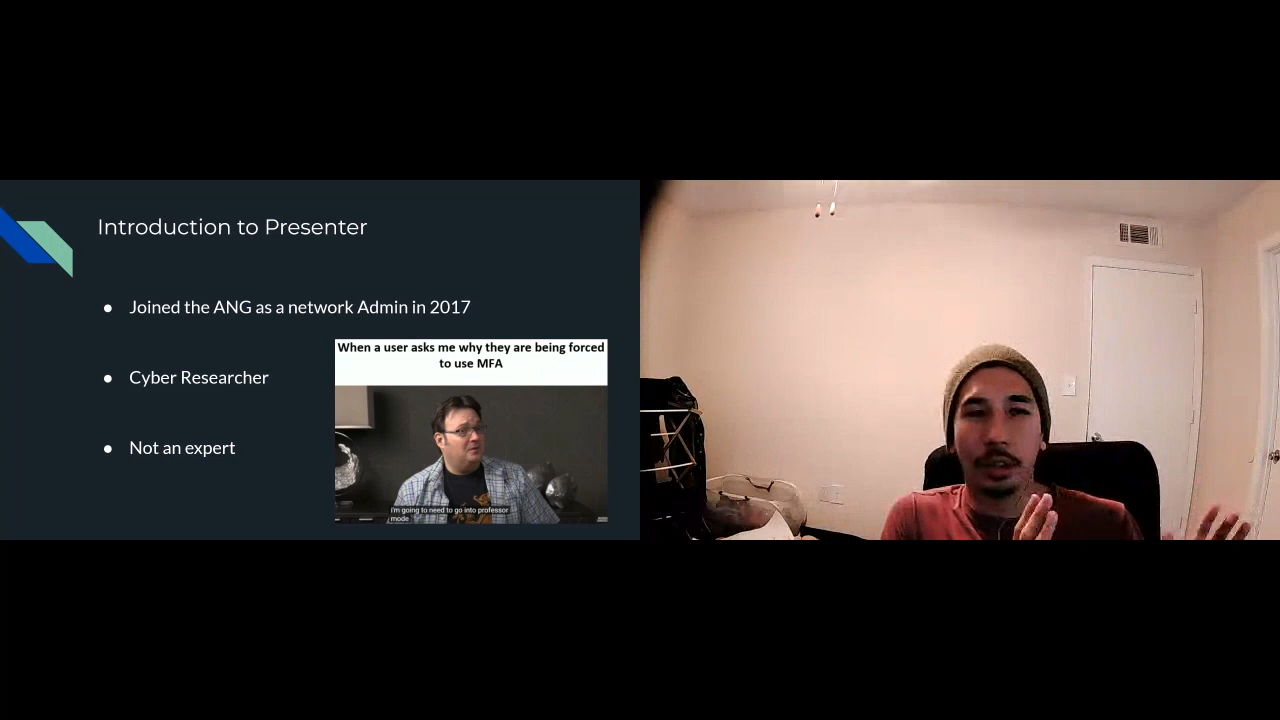 Introduction to Presenter
● Joined the ANG as a network Admin in 2017
● Cyber Researcher
● Not an expert
When a user asks me why they are being forced
to use MFA
i'm going to need to go into professor
mode